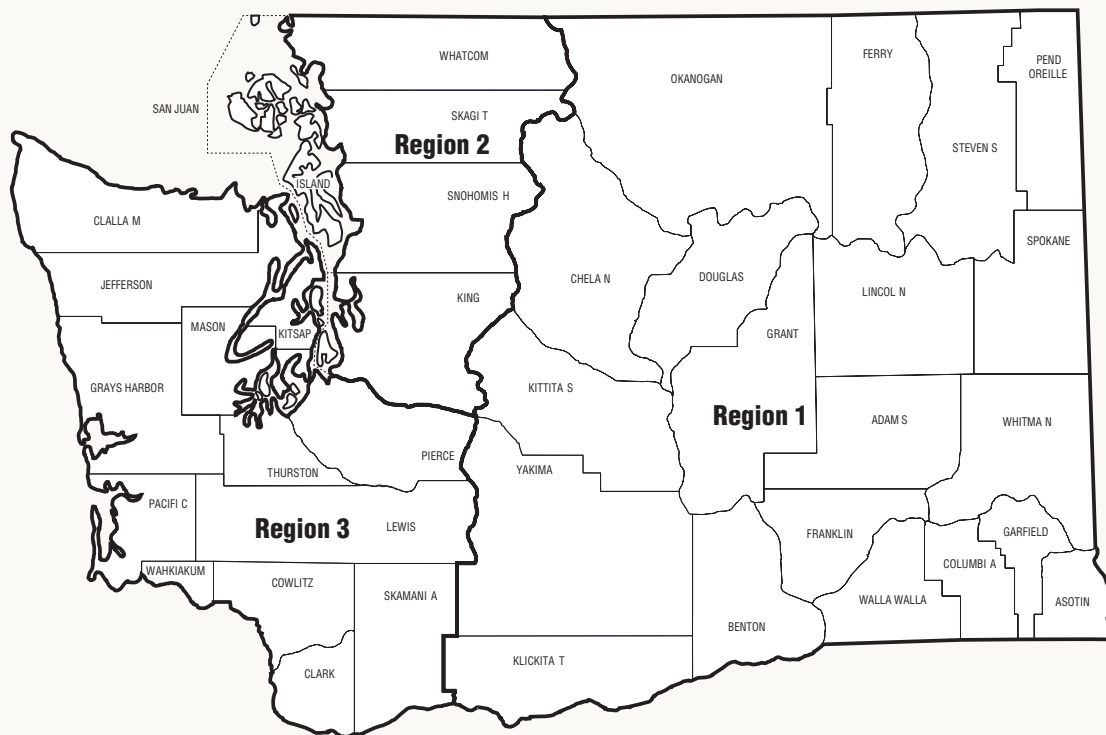 WHATCOM
OKANOGAN
FERRY
PEND
OREILLE
SAN JUAN
SKAGI T
Region 2
STEVEN S
ISLAND
SNOHOMIS H
CLALLA M
SPOKANE
JEFFERSON
CHELA N
DOUGLAS
LINCOL N
KING
MASON
KITSAP
GRANT
GRAYS HARBOR
KITTITA S
Region 1
ADAM S
WHITMA N
PIERCE
THURSTON
YAKIMA
PACIFI C
Region 3
LEWIS
FRANKLIN
GARFIELD
WAHKIAKUM
COWLITZ
SKAMANI A
COLUMBI A
WALLA WALLA
ASOTIN
BENTON
KLICKITA T
CLARK